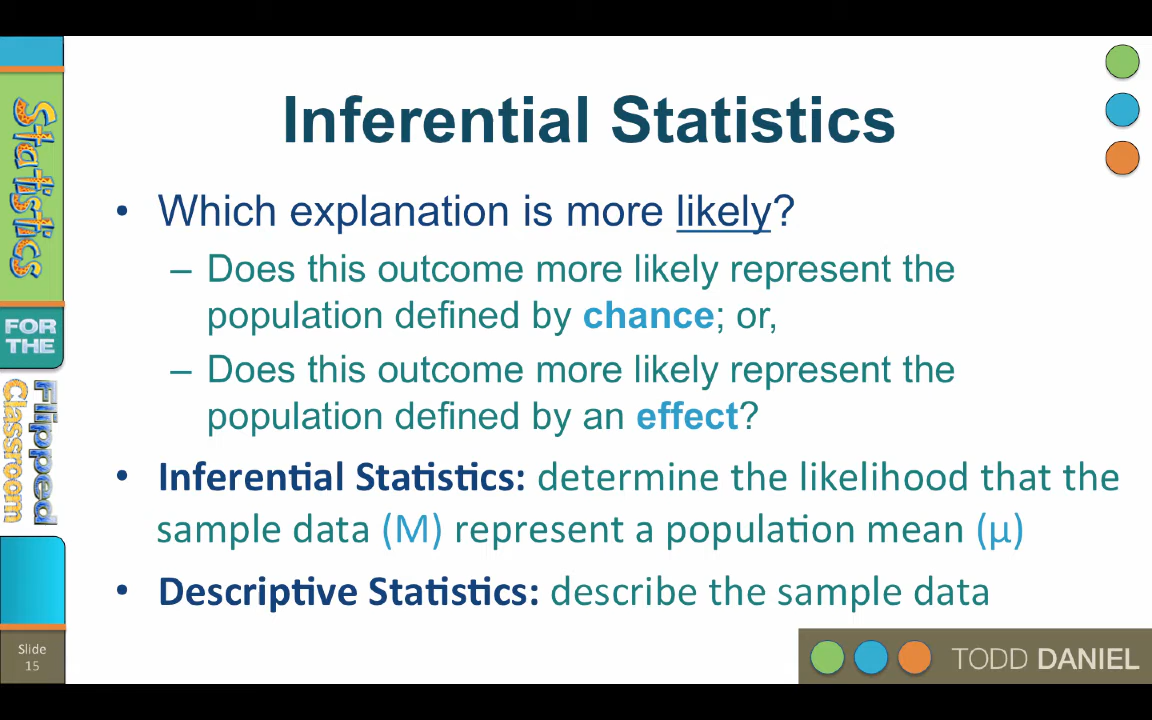 Inferential Statistics
• Which explanation is more likely?
– Does this outcome more likely represent the
population defined by chance; or,
– Does this outcome more likely represent the
population defined by an effect?
• Inferential Statistics: determine the likelihood that the
sample data (M) represent a population mean (μ)
• Descriptive Statistics: describe the sample data
Statistics
FOR
THE
Flipped
Classroom
Slide
15
TODD DANIEL